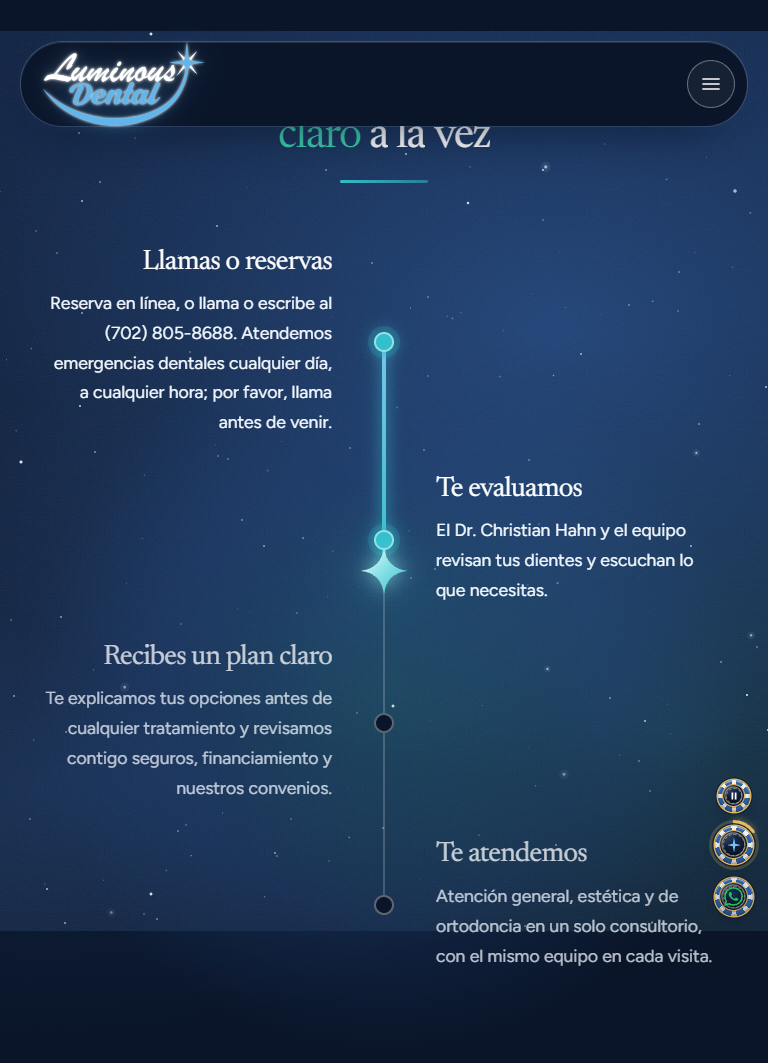 Luminous
Dental
claro a la vez
Llamas o reservas
Reserva en línea, o llama o escribe al
(702) 805-8688. Atendemos
emergencias dentales cualquier día,
a cualquier hora; por favor, llama
antes de venir.
Te evaluamos
El Dr. Christian Hahn y el equipo
revisan tus dientes y escuchan lo
que necesitas.
Recibes un plan claro
Te explicamos tus opciones antes de
cualquier tratamiento y revisamos
contigo seguros, financiamiento y
nuestros convenios.
Te atendemos
Atención general, estética y de
ortodoncia en un solo consultorio,
con el mismo equipo en cada visita.